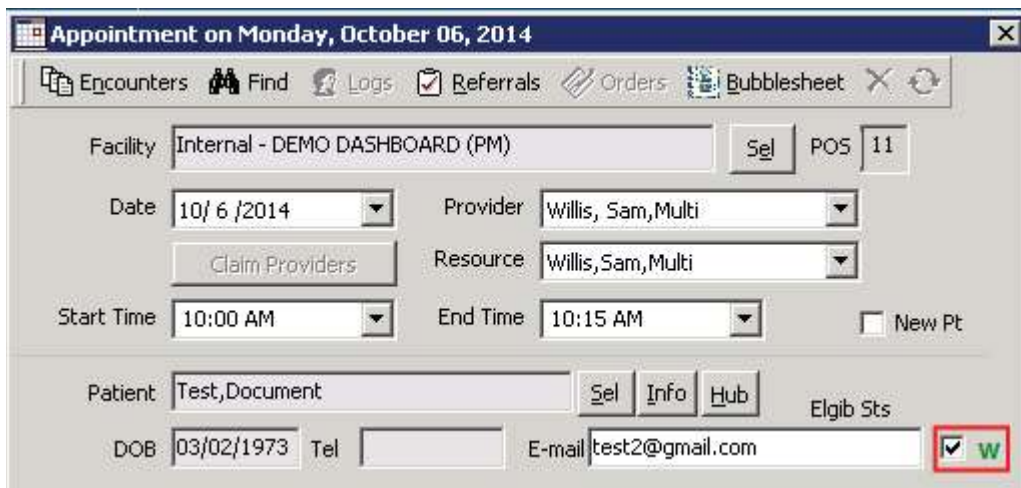 Appointment on Monday, October 06, 2014
Encounters Find Logs Referrals Orders Bubblesheet
Facility Internal - DEMO DASHBOARD (PM) Sel POS 11
Date 10/ 6 /2014 Provider Willis, Sam,Multi
Claim Providers Resource Willis,Sam,Multi
Start Time 10:00 AM End Time 10:15 AM New Pt
Patient Test,Document Sel Info Hub Elgib Sts
DOB 03/02/1973 Tel E-mail test2@gmail.com W